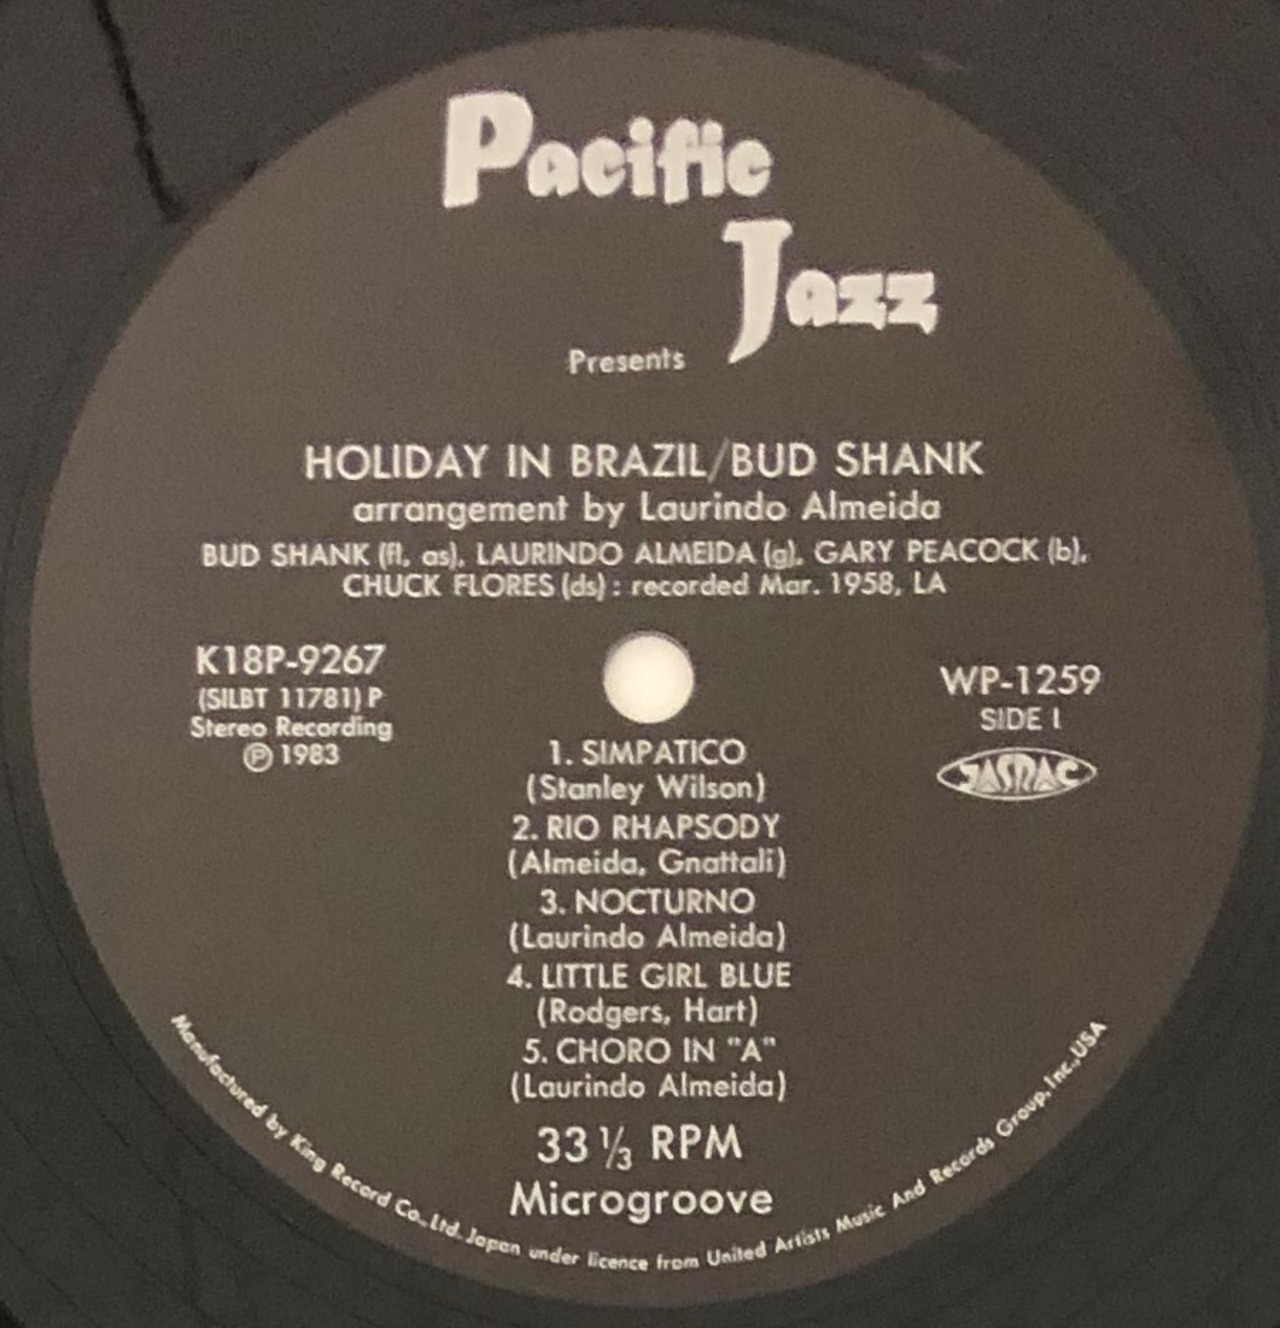 Pacific
Jazz
Presents
HOLIDAY IN BRAZIL/BUD SHANK
arrangement by Laurindo Almeida
BUD SHANK (fl, as), LAURINDO ALMEIDA (g), GARY PEACOCK (b),
CHUCK FLORES (ds) : recorded Mar. 1958, LA
K18P-9267
(SILBT 11781) P
Stereo Recording
Ⓟ 1983
WP-1259
SIDE I
JASRAC
1. SIMPATICO
(Stanley Wilson)
2. RIO RHAPSODY
(Almeida, Gnattali)
3. NOCTURNO
(Laurindo Almeida)
4. LITTLE GIRL BLUE
(Rodgers, Hart)
5. CHORO IN "A"
(Laurindo Almeida)
33 1/3 RPM
Microgroove
Manufactured by King Record Co., Ltd. Japan under licence from United Artists Music And Records Group, Inc., USA